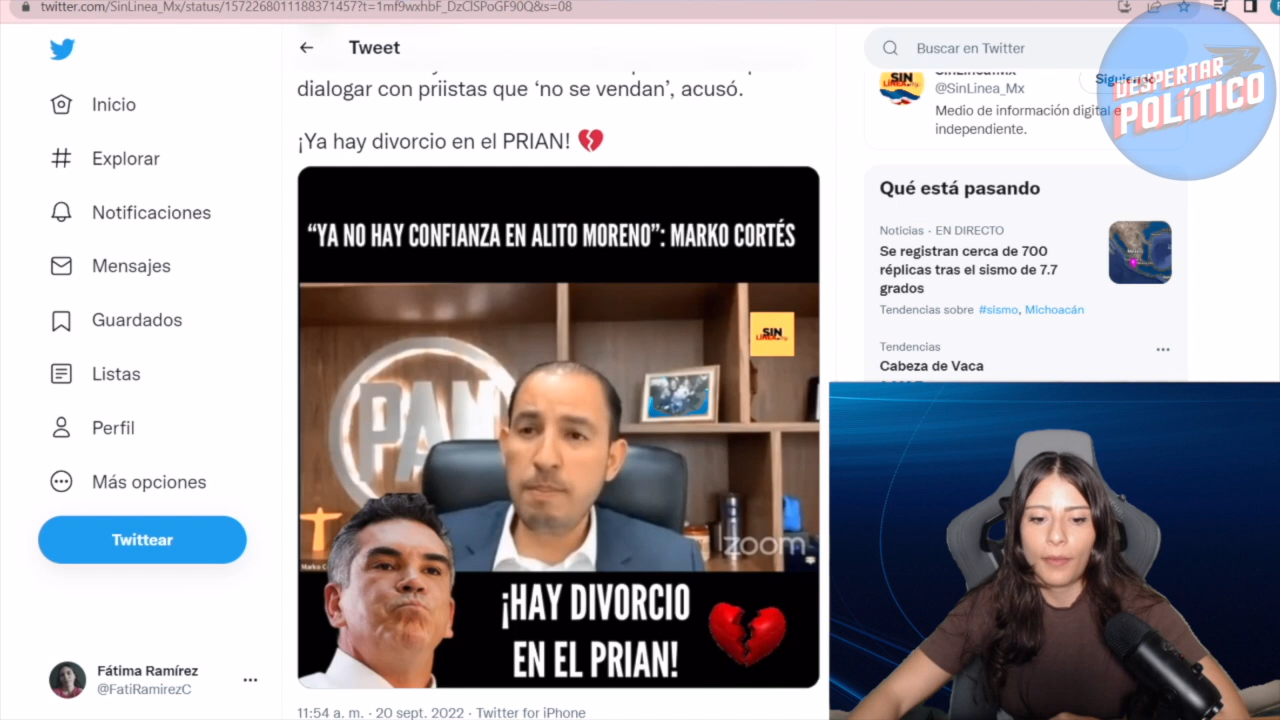 twitter.com/SinLinea_Mx/status/1572268011188371457?t=1mf9wxhbF_DzClSPoGF90Q&s=08
Tweet
Buscar en Twitter
DESPERTAR
POLÍTICO
Inicio
Explorar
Notificaciones
Mensajes
Guardados
Listas
Perfil
Más opciones
Twittear
Fátima Ramírez
@FatiRamirezC
dialogar con priistas que ‘no se vendan’, acusó.
¡Ya hay divorcio en el PRIAN! 💔
“YA NO HAY CONFIANZA EN ALITO MORENO”: MARKO CORTÉS
SIN
PAN
zoom
¡HAY DIVORCIO
EN EL PRIAN!
11:54 a. m. · 20 sept. 2022 · Twitter for iPhone
SIN
@SinLinea_Mx
Medio de información digital e
independiente.
Qué está pasando
Noticias · EN DIRECTO
Se registran cerca de 700
réplicas tras el sismo de 7.7
grados
Tendencias sobre #sismo, Michoacán
Tendencias
Cabeza de Vaca